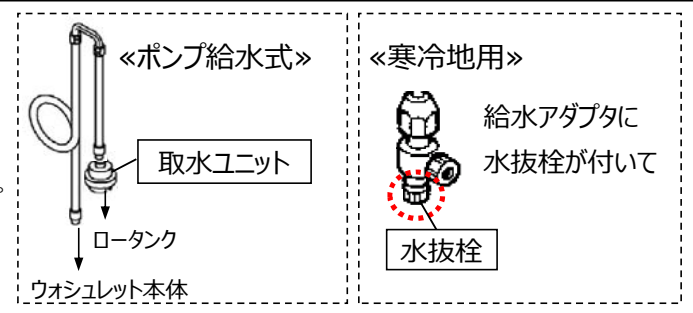 «ポンプ給水式»
取水ユニット
。
ロータンク
ウォシュレット本体
«寒冷地用»
給水アダプタに
水抜栓が付いて
水抜栓